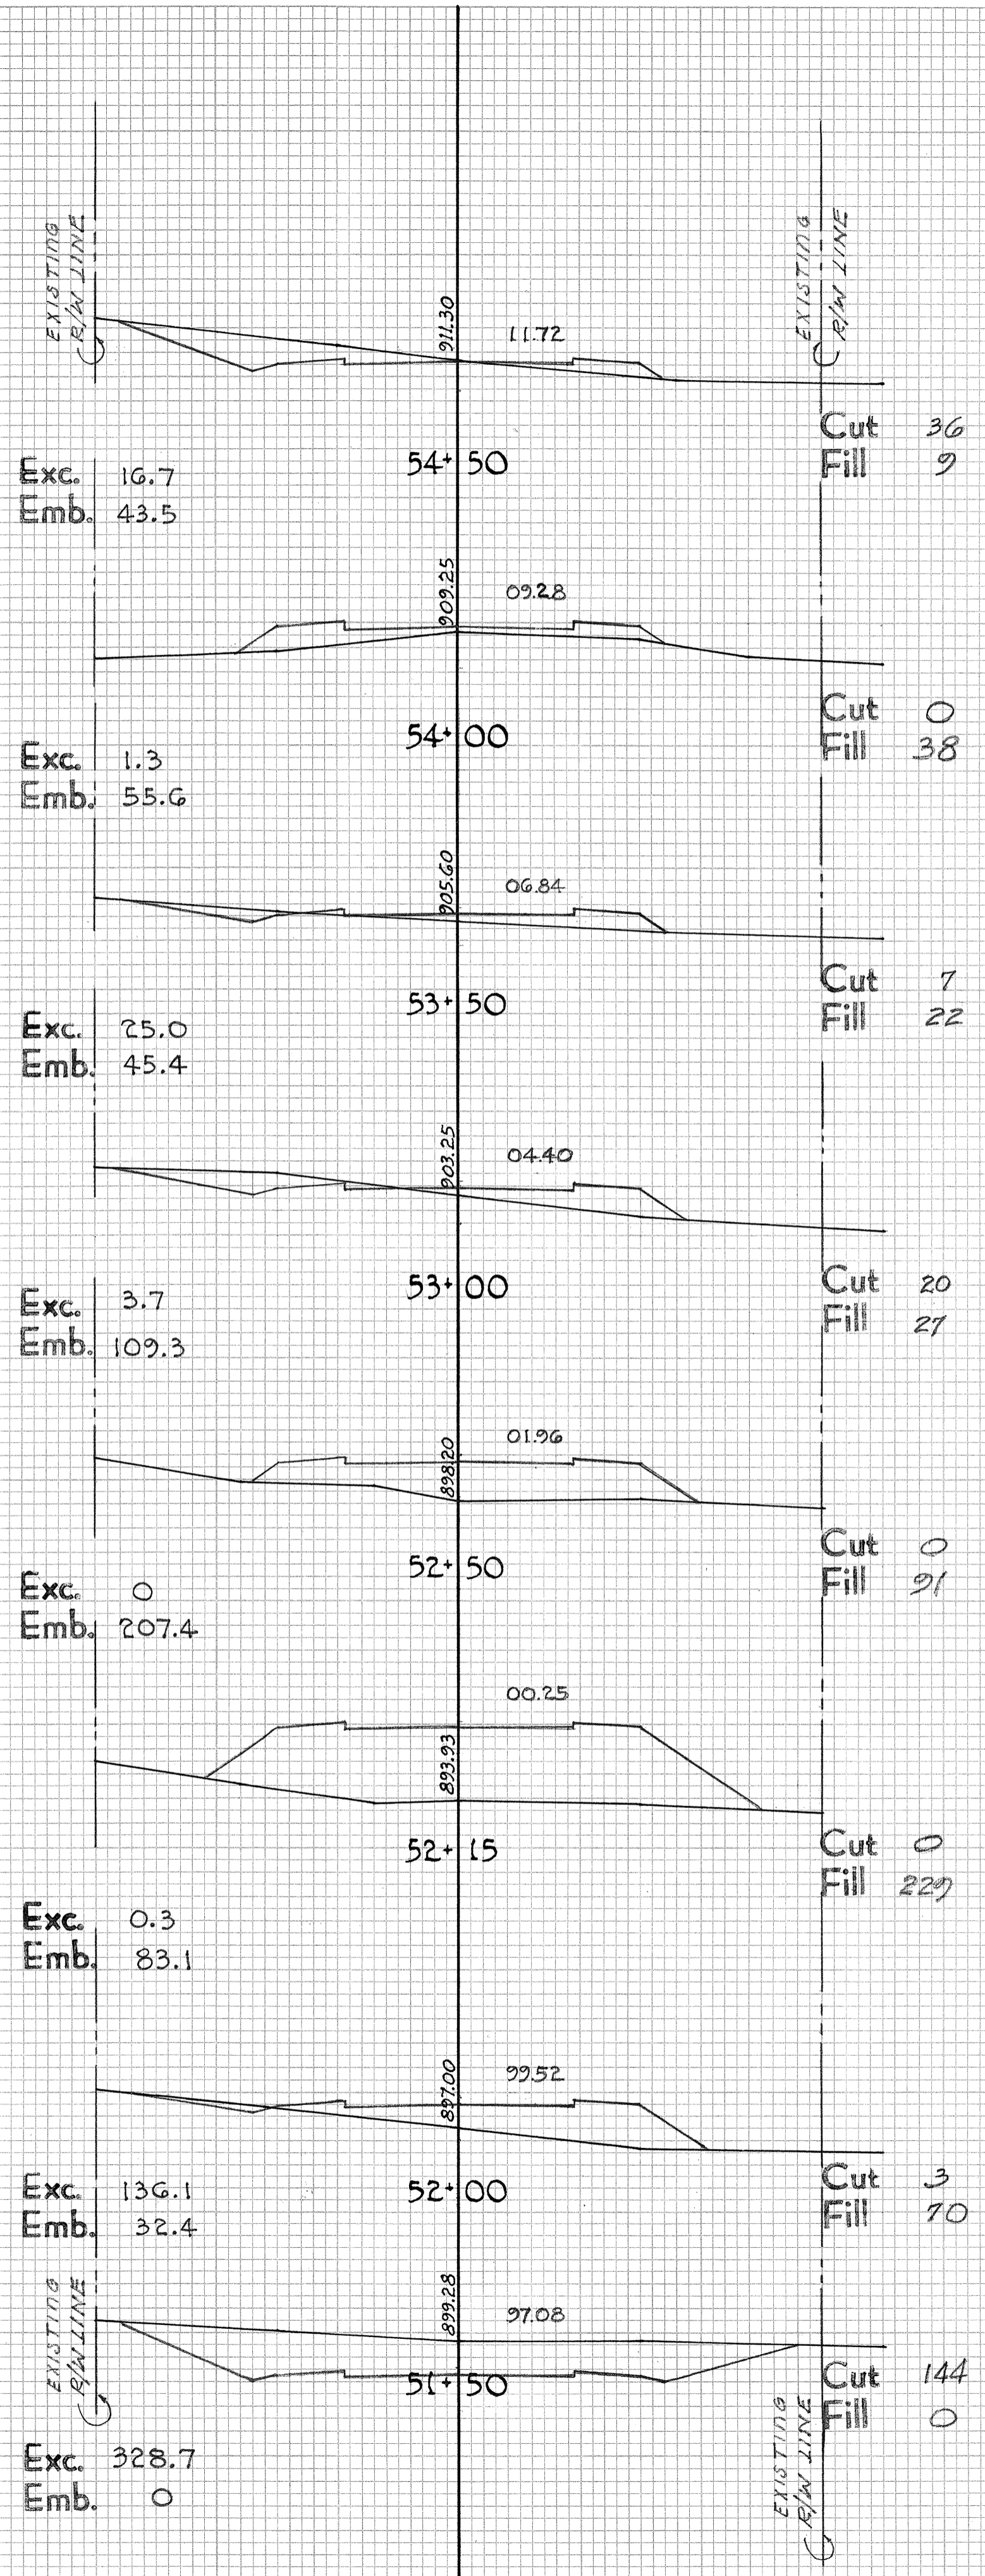 EXISTING
R/W LINE
EXISTING
R/W LINE
911.30
11.72
Cut 36
54+50
Fill 9
Exc. 16.7
Emb. 43.5
909.25
09.28
Cut 0
54+00
Fill 38
Exc. 1.3
Emb. 55.6
905.60
06.84
Cut 7
53+50
Fill 22
Exc. 25.0
Emb. 45.4
903.25
04.40
Cut 20
53+00
Fill 27
Exc. 3.7
Emb. 109.3
898.20
01.96
Cut 0
52+50
Fill 91
Exc. 0
Emb. 207.4
00.25
893.93
52+15
Cut 0
Fill 229
Exc. 0.3
Emb. 83.1
897.00
99.52
Cut 3
52+00
Fill 70
Exc. 136.1
Emb. 32.4
899.28
97.08
EXISTING
R/W LINE
51+50
Cut 144
Fill 0
EXISTING
R/W LINE
Exc. 328.7
Emb. 0